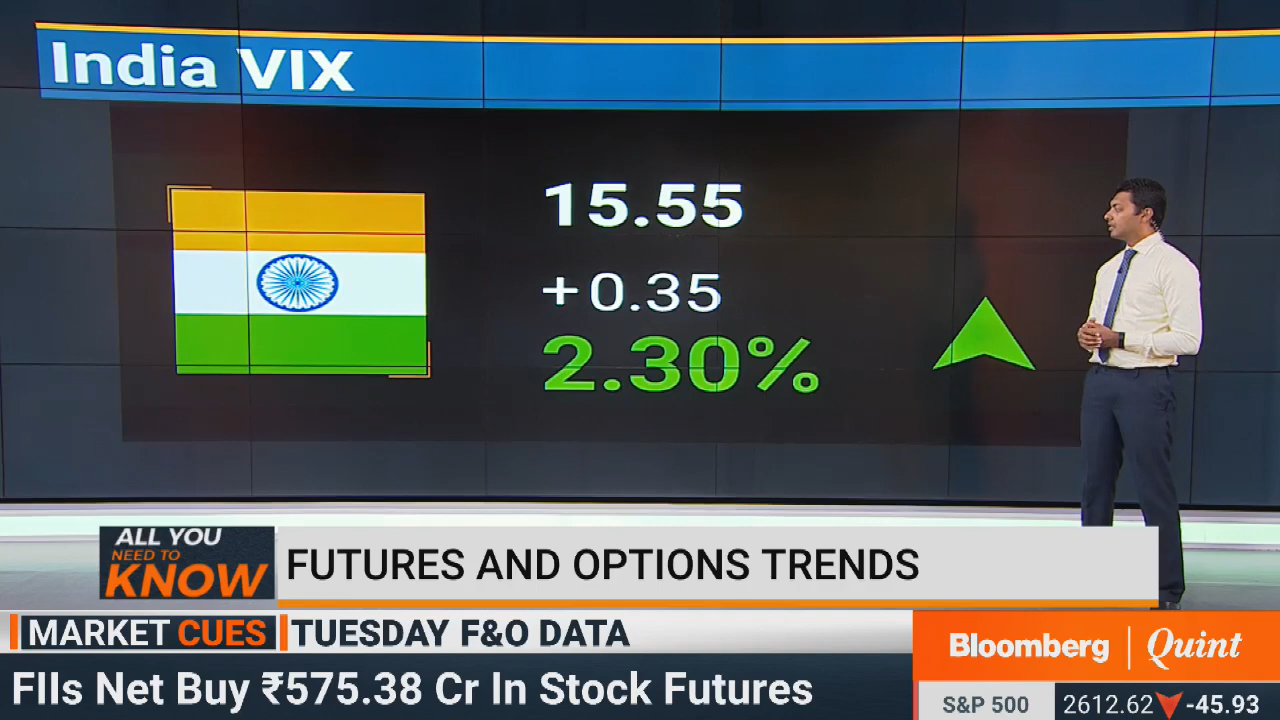 India VIX
15.55
+0.35
2.30%
ALL YOU
NEED TO
KNOW
FUTURES AND OPTIONS TRENDS
MARKET CUES
TUESDAY F&O DATA
FIIs Net Buy ₹575.38 Cr In Stock Futures
Bloomberg | Quint
S&P 500 2612.62 -45.93